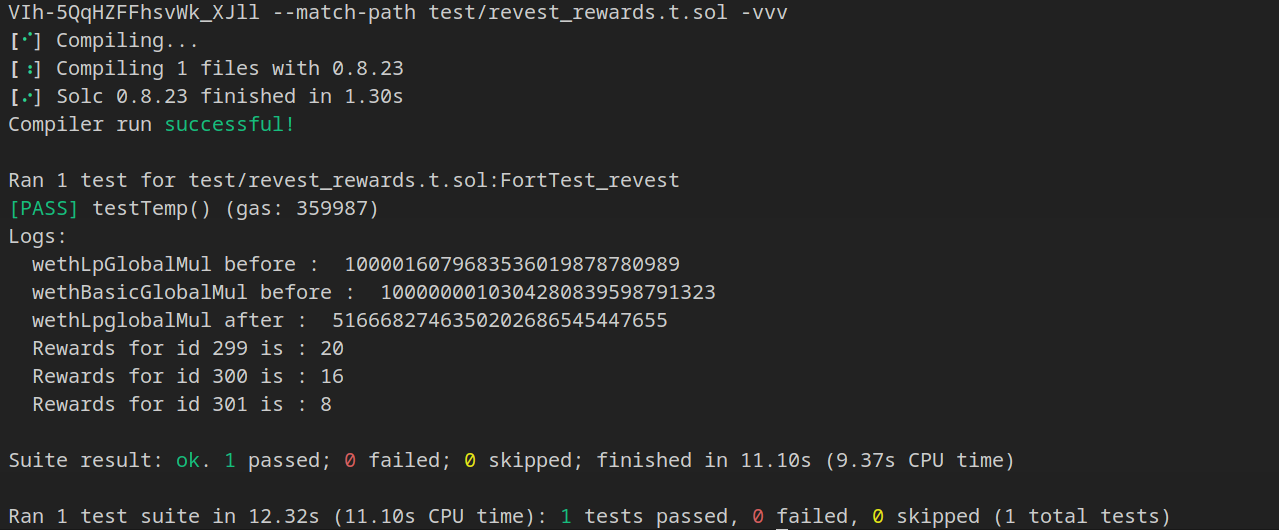 VIh-5QqHZFFhsvWk_XJll --match-path test/revest_rewards.t.sol -vvv
[⠊] Compiling...
[⠘] Compiling 1 files with 0.8.23
[⠔] Solc 0.8.23 finished in 1.30s
Compiler run successful!
Ran 1 test for test/revest_rewards.t.sol:FortTest_revest
[PASS] testTemp() (gas: 359987)
Logs:
wethLpGlobalMul before :  1000016079683536019878780989
wethBasicGlobalMul before :  1000000010304280839598791323
wethLpglobalMul after :  5166682746350202686545447655
Rewards for id 299 is : 20
Rewards for id 300 is : 16
Rewards for id 301 is : 8
Suite result: ok. 1 passed; 0 failed; 0 skipped; finished in 11.10s (9.37s CPU time)
Ran 1 test suite in 12.32s (11.10s CPU time): 1 tests passed, 0 failed, 0 skipped (1 total tests)